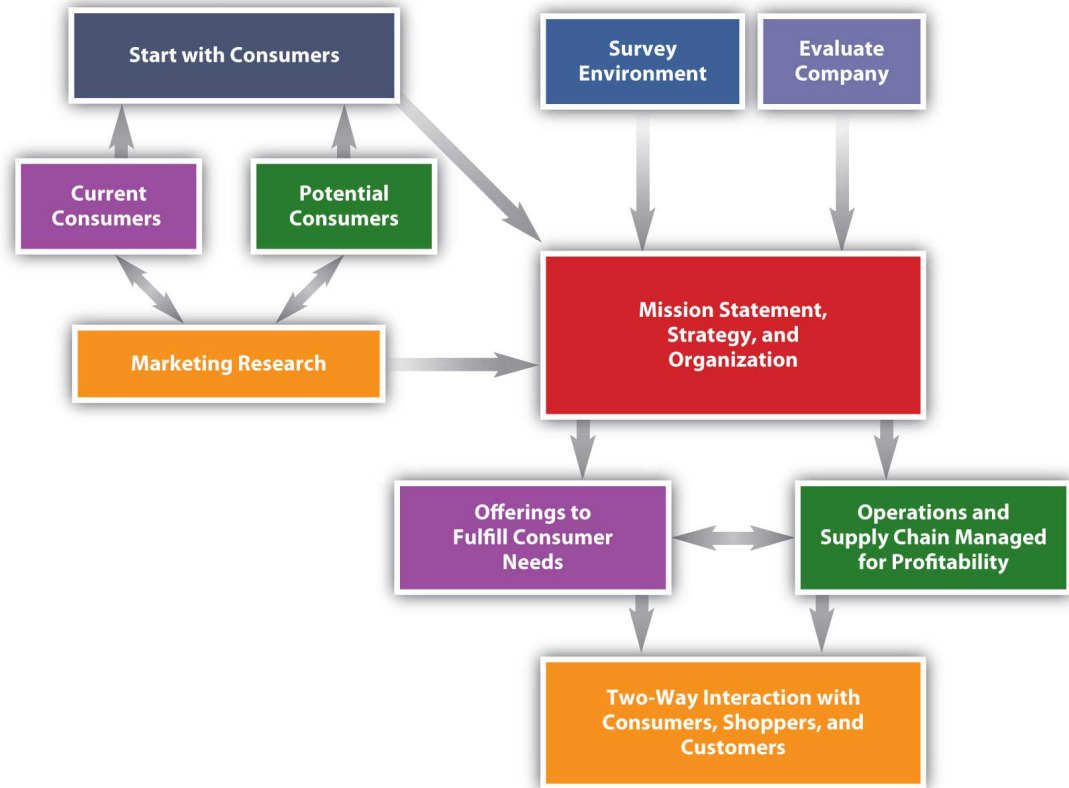 Start with Consumers
Survey
Environment
Evaluate
Company
Current
Consumers
Potential
Consumers
Marketing Research
Mission Statement,
Strategy, and
Organization
Offerings to
Fulfill Consumer
Needs
Operations and
Supply Chain Managed
for Profitability
Two-Way Interaction with
Consumers, Shoppers, and
Customers